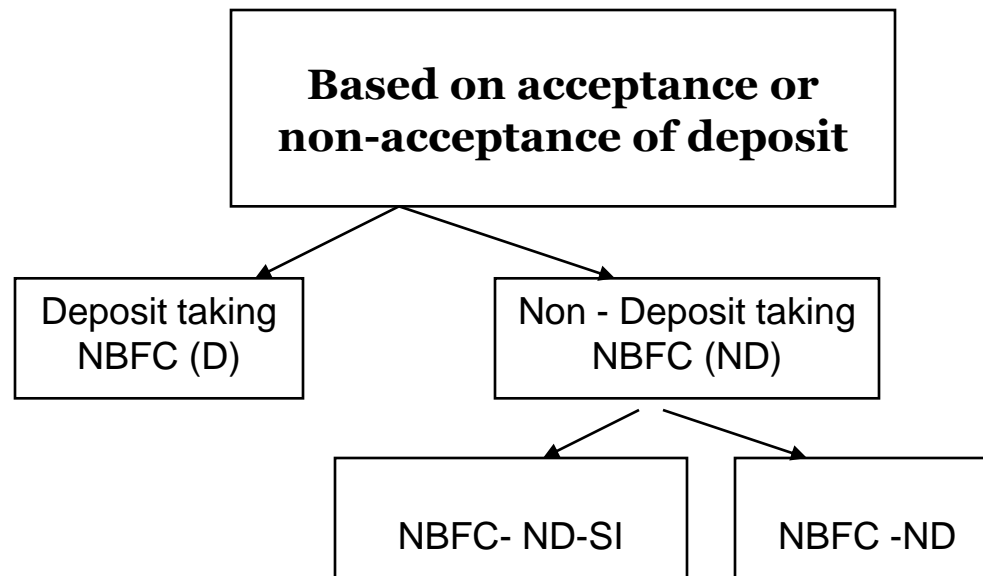 Based on acceptance or
non-acceptance of deposit
Deposit taking
NBFC (D)
Non - Deposit taking
NBFC (ND)
NBFC- ND-SI
NBFC -ND